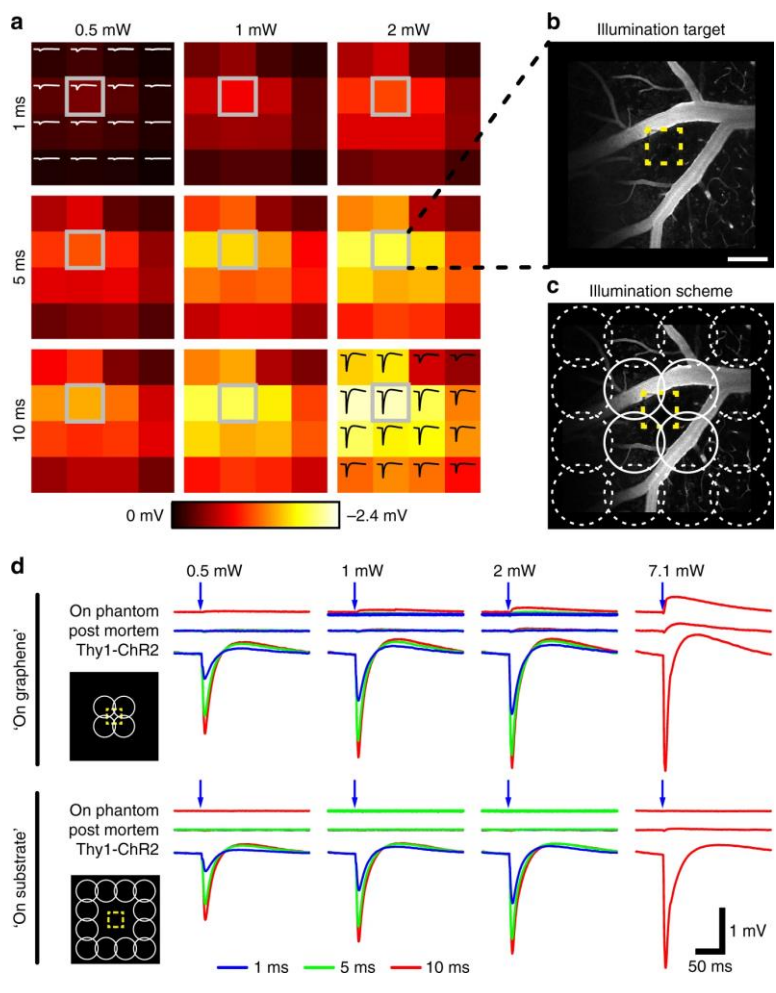 a
0.5 mW 1 mW 2 mW
1 ms
5 ms
10 ms
0 mV −2.4 mV
b
Illumination target
c
Illumination scheme
d
0.5 mW 1 mW 2 mW 7.1 mW
'On graphene'
On phantom
post mortem
Thy1-ChR2
'On substrate'
On phantom
post mortem
Thy1-ChR2
1 ms 5 ms 10 ms
1 mV
50 ms